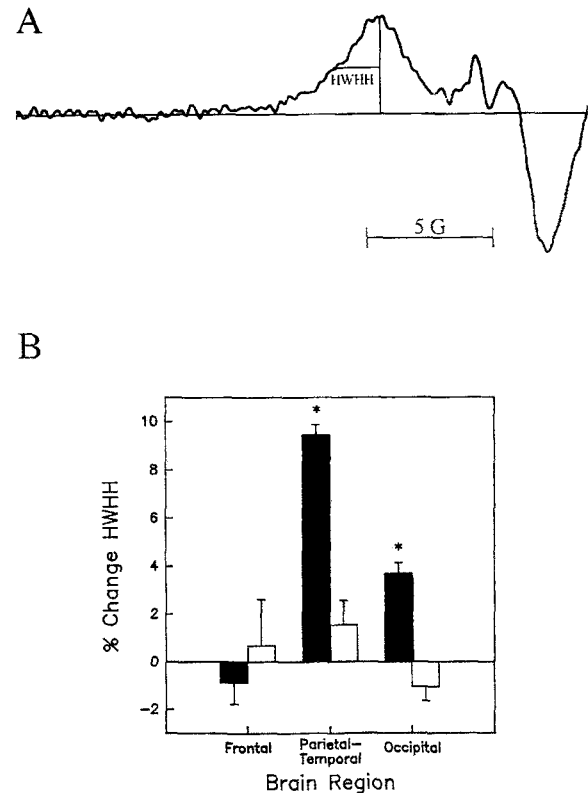 A
HWHH
5 G
B
% Change HWHH
10
8
6
4
2
0
-2
*
*
Frontal
Parietal-
Temporal
Occipital
Brain Region